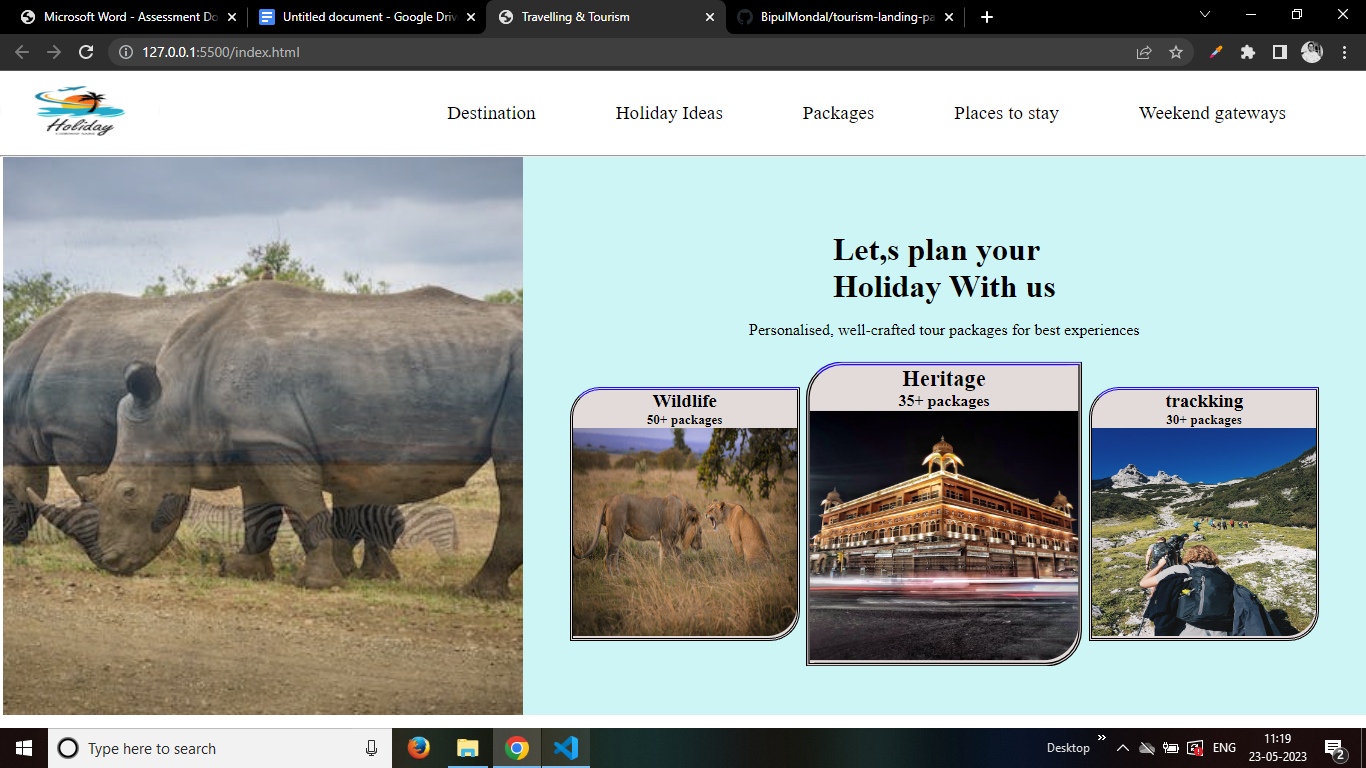 Microsoft Word - Assessment Do
Untitled document - Google Driv
Travelling & Tourism
BipulMondal/tourism-landing-pa
127.0.0.1:5500/index.html
Holiday
Destination
Holiday Ideas
Packages
Places to stay
Weekend gateways
Let,s plan your
Holiday With us
Personalised, well-crafted tour packages for best experiences
Wildlife
50+ packages
Heritage
35+ packages
trackking
30+ packages
Type here to search
Desktop
ENG
11:19
23-05-2023
2